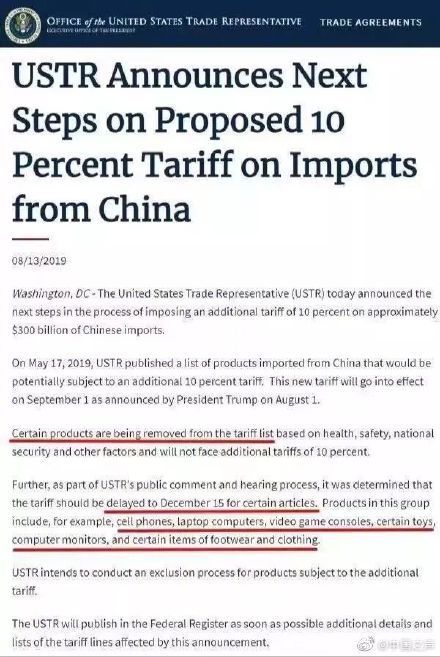 OFFICE of the UNITED STATES TRADE REPRESENTATIVE
EXECUTIVE OFFICE OF THE PRESIDENT
TRADE AGREEMENTS
USTR Announces Next
Steps on Proposed 10
Percent Tariff on Imports
from China
08/13/2019
Washington, DC - The United States Trade Representative (USTR) today announced the
next steps in the process of imposing an additional tariff of 10 percent on approximately
$300 billion of Chinese imports.
On May 17, 2019, USTR published a list of products imported from China that would be
potentially subject to an additional 10 percent tariff. This new tariff will go into effect
on September 1 as announced by President Trump on August 1.
Certain products are being removed from the tariff list based on health, safety, national
security and other factors and will not face additional tariffs of 10 percent.
Further, as part of USTR's public comment and hearing process, it was determined that
the tariff should be delayed to December 15 for certain articles. Products in this group
include, for example, cell phones, laptop computers, video game consoles, certain toys,
computer monitors, and certain items of footwear and clothing.
USTR intends to conduct an exclusion process for products subject to the additional
tariff.
The USTR will publish in the Federal Register as soon as possible additional details and
lists of the tariff lines affected by this announcement.
@中国之声